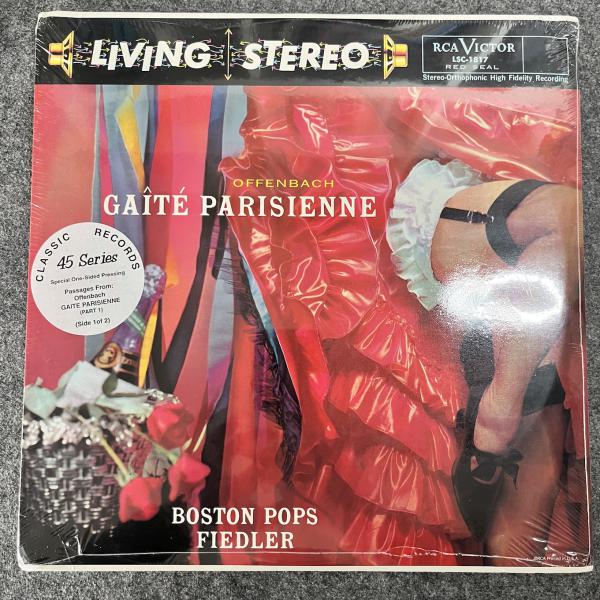 LIVING STEREO
RCA VICTOR
LSC-1817
RED SEAL
Stereo-Orthophonic High Fidelity Recording
OFFENBACH
GAÎTÉ PARISIENNE
CLASSIC RECORDS
45 Series
Special One-Sided Pressing
Passages From:
Offenbach
GAITE PARISIENNE
(PART 1)
(Side 1 of 2)
BOSTON POPS
FIEDLER